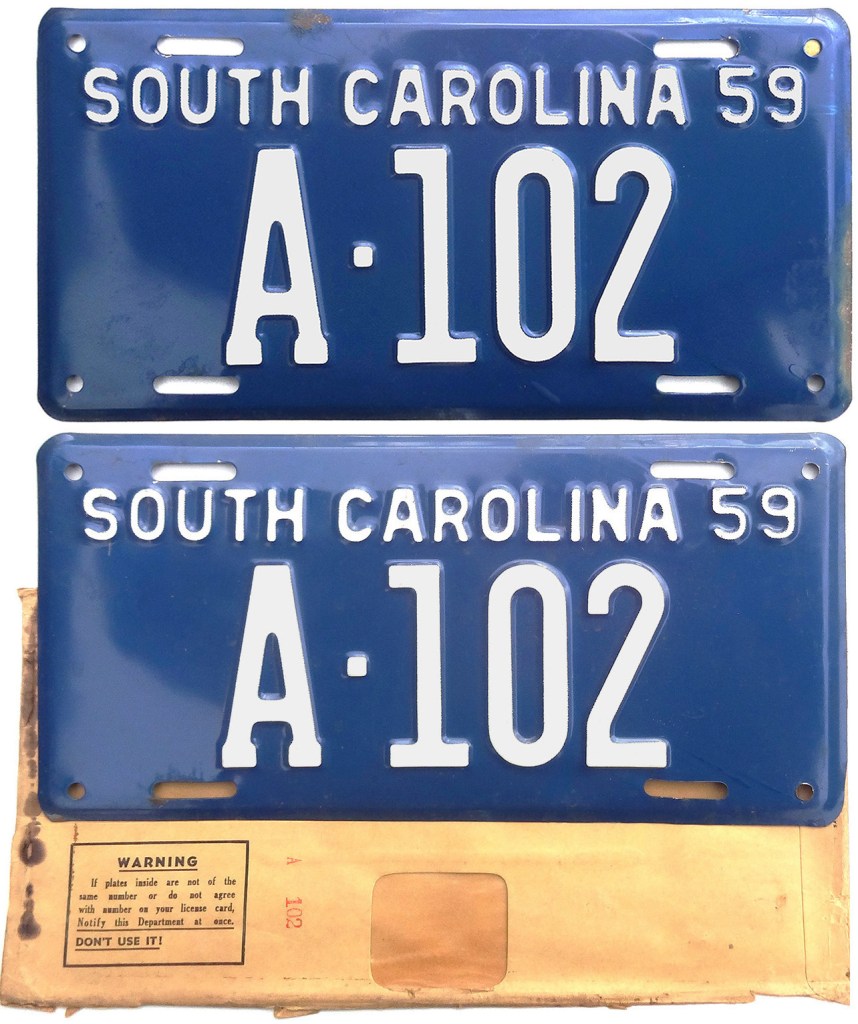 SOUTH CAROLINA 59
A·102
SOUTH CAROLINA 59
A·102
WARNING
If plates inside are not of the
same number or do not agree
with number on your license card,
Notify this Department at once.
DON'T USE IT!
A 102